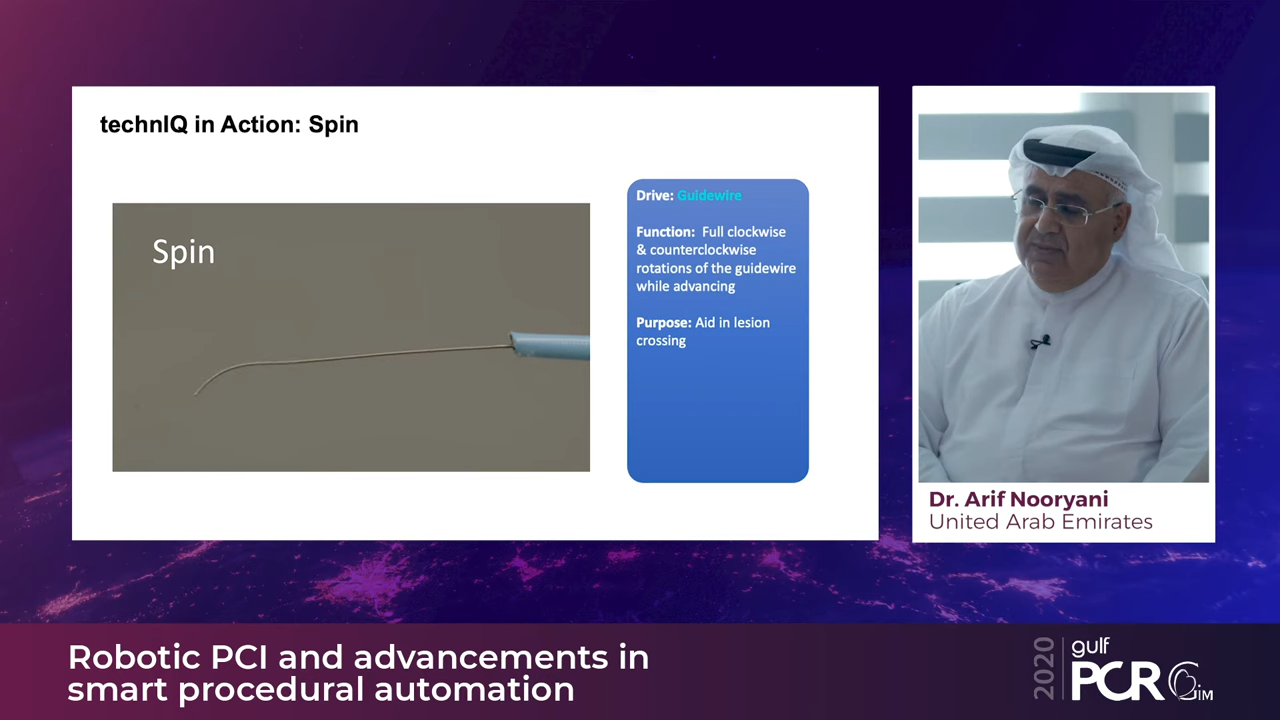 technIQ in Action: Spin
Spin
Drive: Guidewire
Function: Full clockwise
& counterclockwise
rotations of the guidewire
while advancing
Purpose: Aid in lesion
crossing
Dr. Arif Nooryani
United Arab Emirates
Robotic PCI and advancements in
smart procedural automation
2020
gulf
PCR GIM